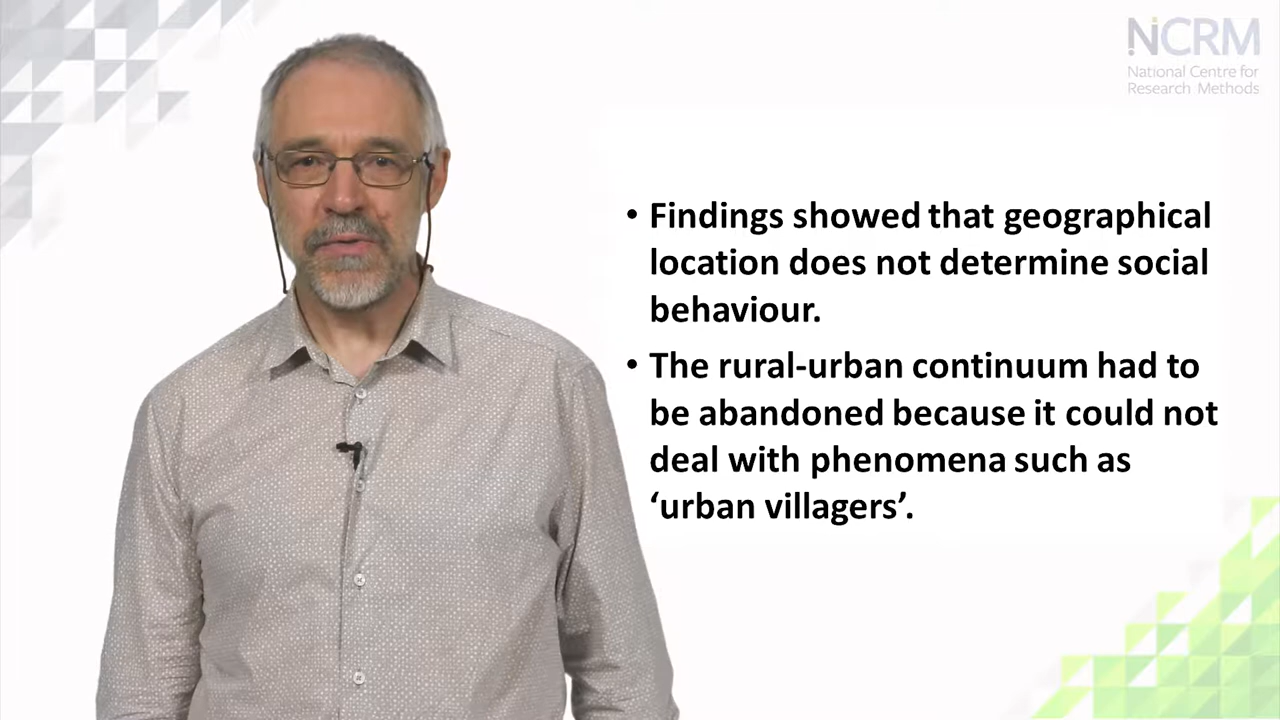 NCRM
National Centre for
Research Methods
• Findings showed that geographical
location does not determine social
behaviour.
• The rural-urban continuum had to
be abandoned because it could not
deal with phenomena such as
‘urban villagers’.